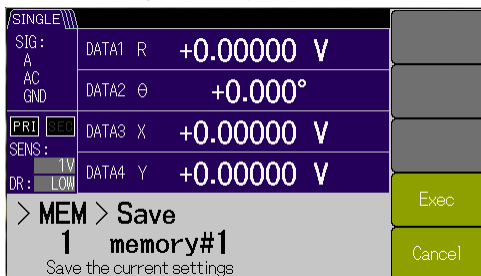 SINGLE
SIG:
A
AC
GND
PRI SEC
SENS:
1V
DR: LOW
DATA1 R +0.00000 V
DATA2 θ +0.000°
DATA3 X +0.00000 V
DATA4 Y +0.00000 V
> MEM > Save
1 memory#1
Save the current settings
Exec
Cancel